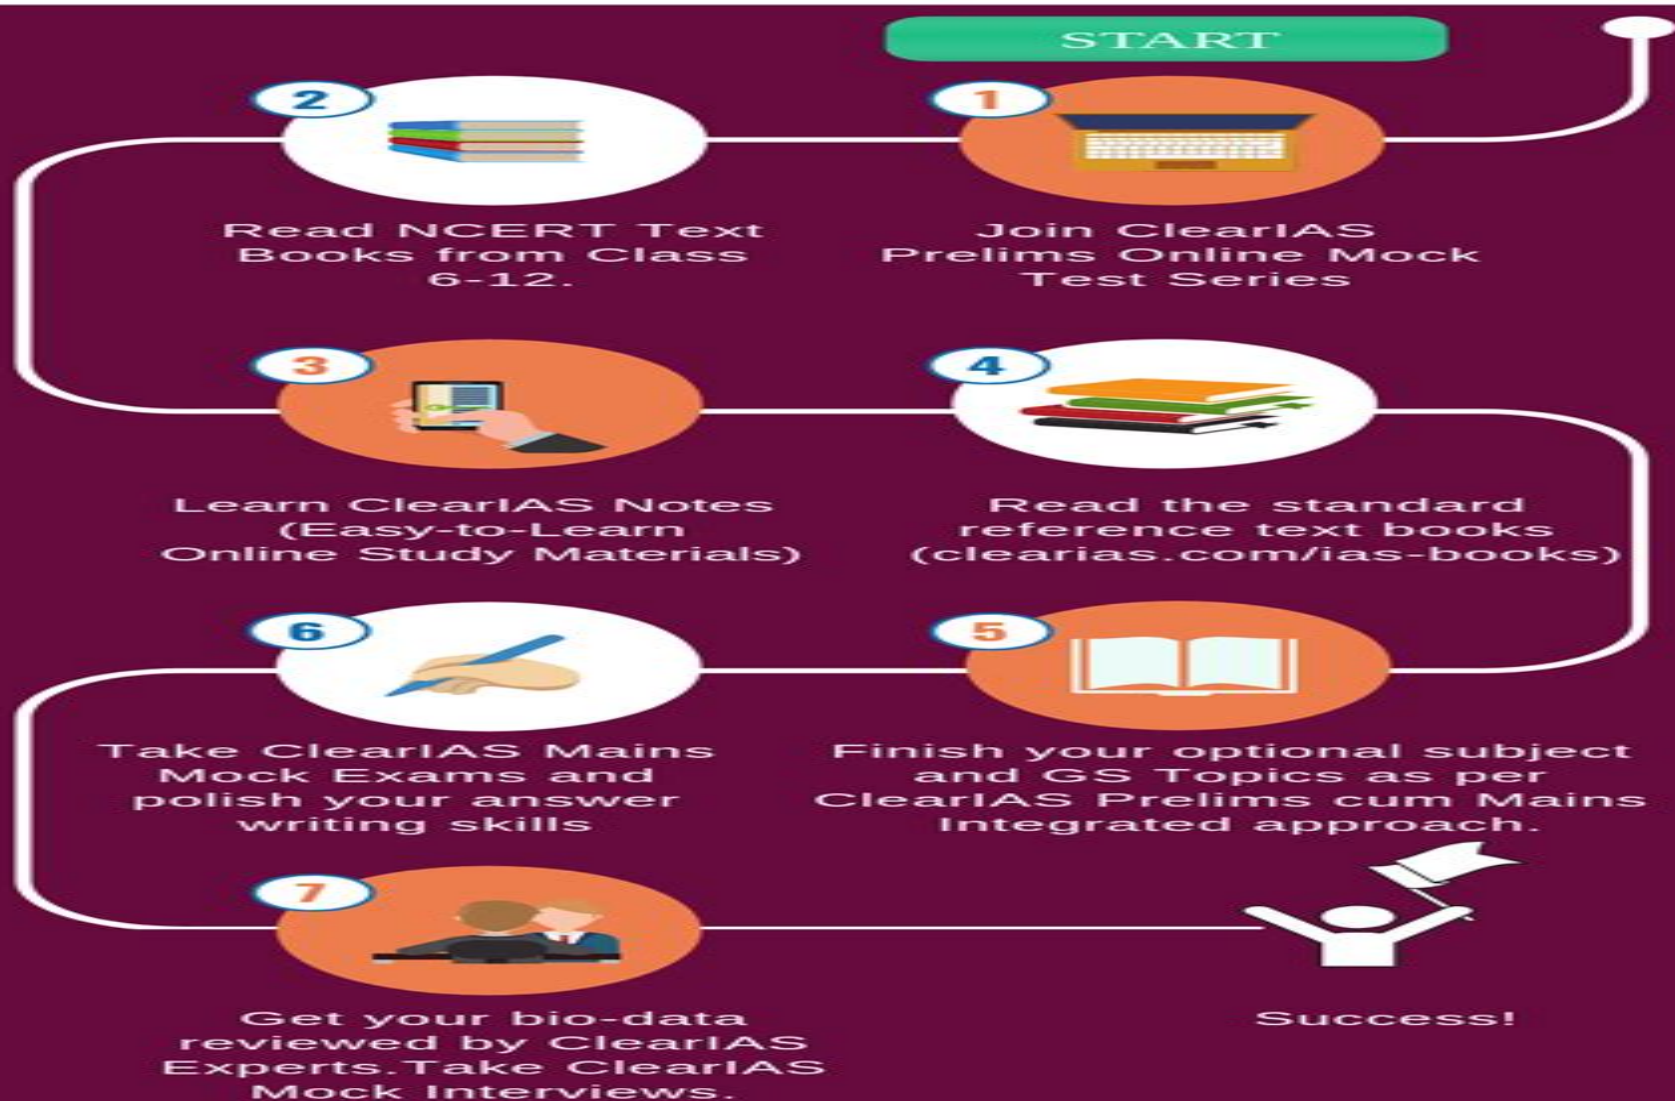 START
1
Join ClearIAS
Prelims Online Mock
Test Series
2
Read NCERT Text
Books from Class
6-12.
3
Learn ClearIAS Notes
(Easy-to-Learn
Online Study Materials)
4
Read the standard
reference text books
(clearias.com/ias-books)
5
Finish your optional subject
and GS Topics as per
ClearIAS Prelims cum Mains
Integrated approach.
6
Take ClearIAS Mains
Mock Exams and
polish your answer
writing skills
7
Get your bio-data
reviewed by ClearIAS
Experts.Take ClearIAS
Mock Interviews.
Success!